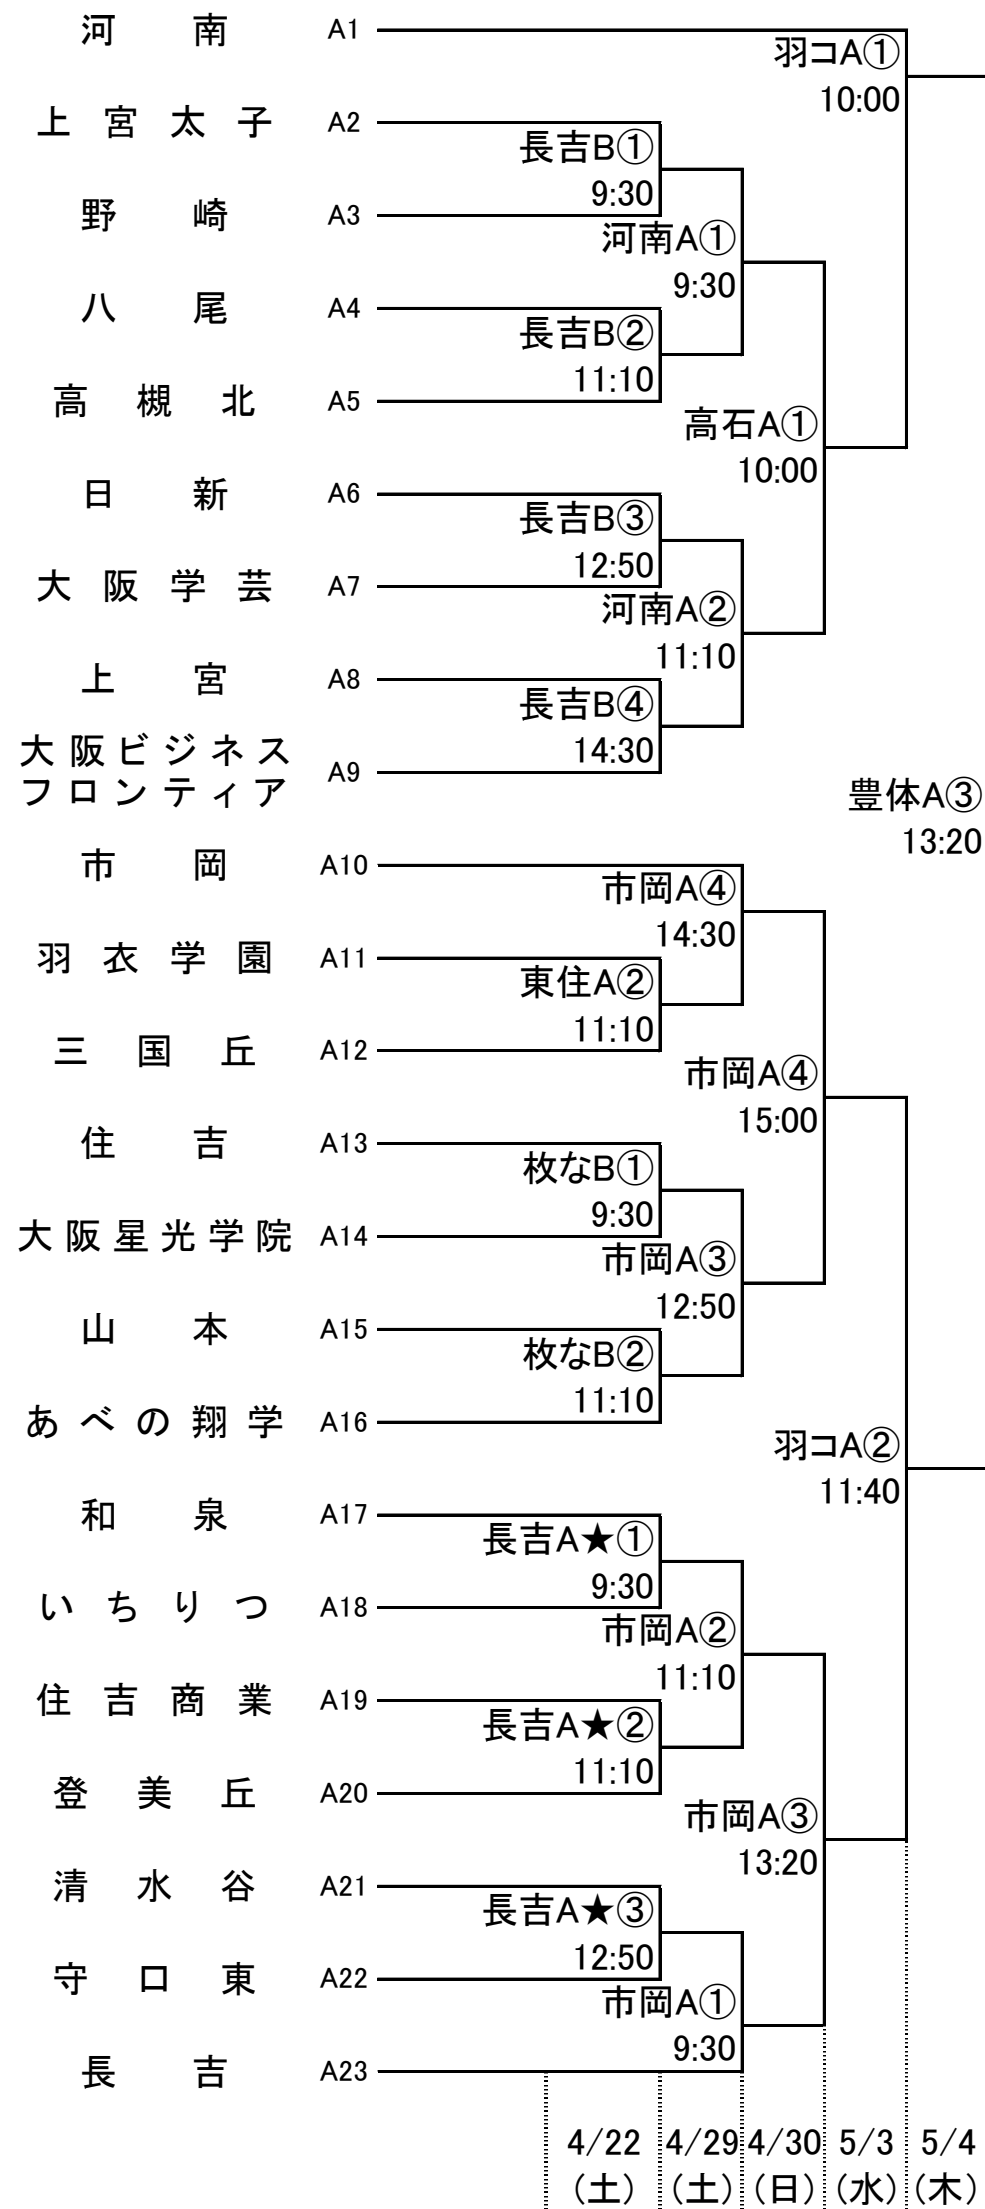 河南 A1
羽コA①
10:00
上宮太子 A2
長吉B①
9:30
野崎 A3
河南A①
9:30
八尾 A4
長吉B②
11:10
高槻北 A5
高石A①
10:00
日新 A6
長吉B③
12:50
大阪学芸 A7
河南A②
11:10
上宮 A8
長吉B④
14:30
大阪ビジネス
フロンティア A9
豊体A③
13:20
市岡 A10
市岡A④
14:30
羽衣学園 A11
東住A②
11:10
三国丘 A12
市岡A④
15:00
住吉 A13
枚なB①
9:30
大阪星光学院 A14
市岡A③
12:50
山本 A15
枚なB②
11:10
あべの翔学 A16
羽コA②
11:40
和泉 A17
長吉A★①
9:30
いちりつ A18
市岡A②
11:10
住吉商業 A19
長吉A★②
11:10
登美丘 A20
市岡A③
13:20
清水谷 A21
長吉A★③
12:50
守口東 A22
市岡A①
9:30
長吉 A23
4/22 4/29 4/30 5/3 5/4
(土) (土) (日) (水) (木)